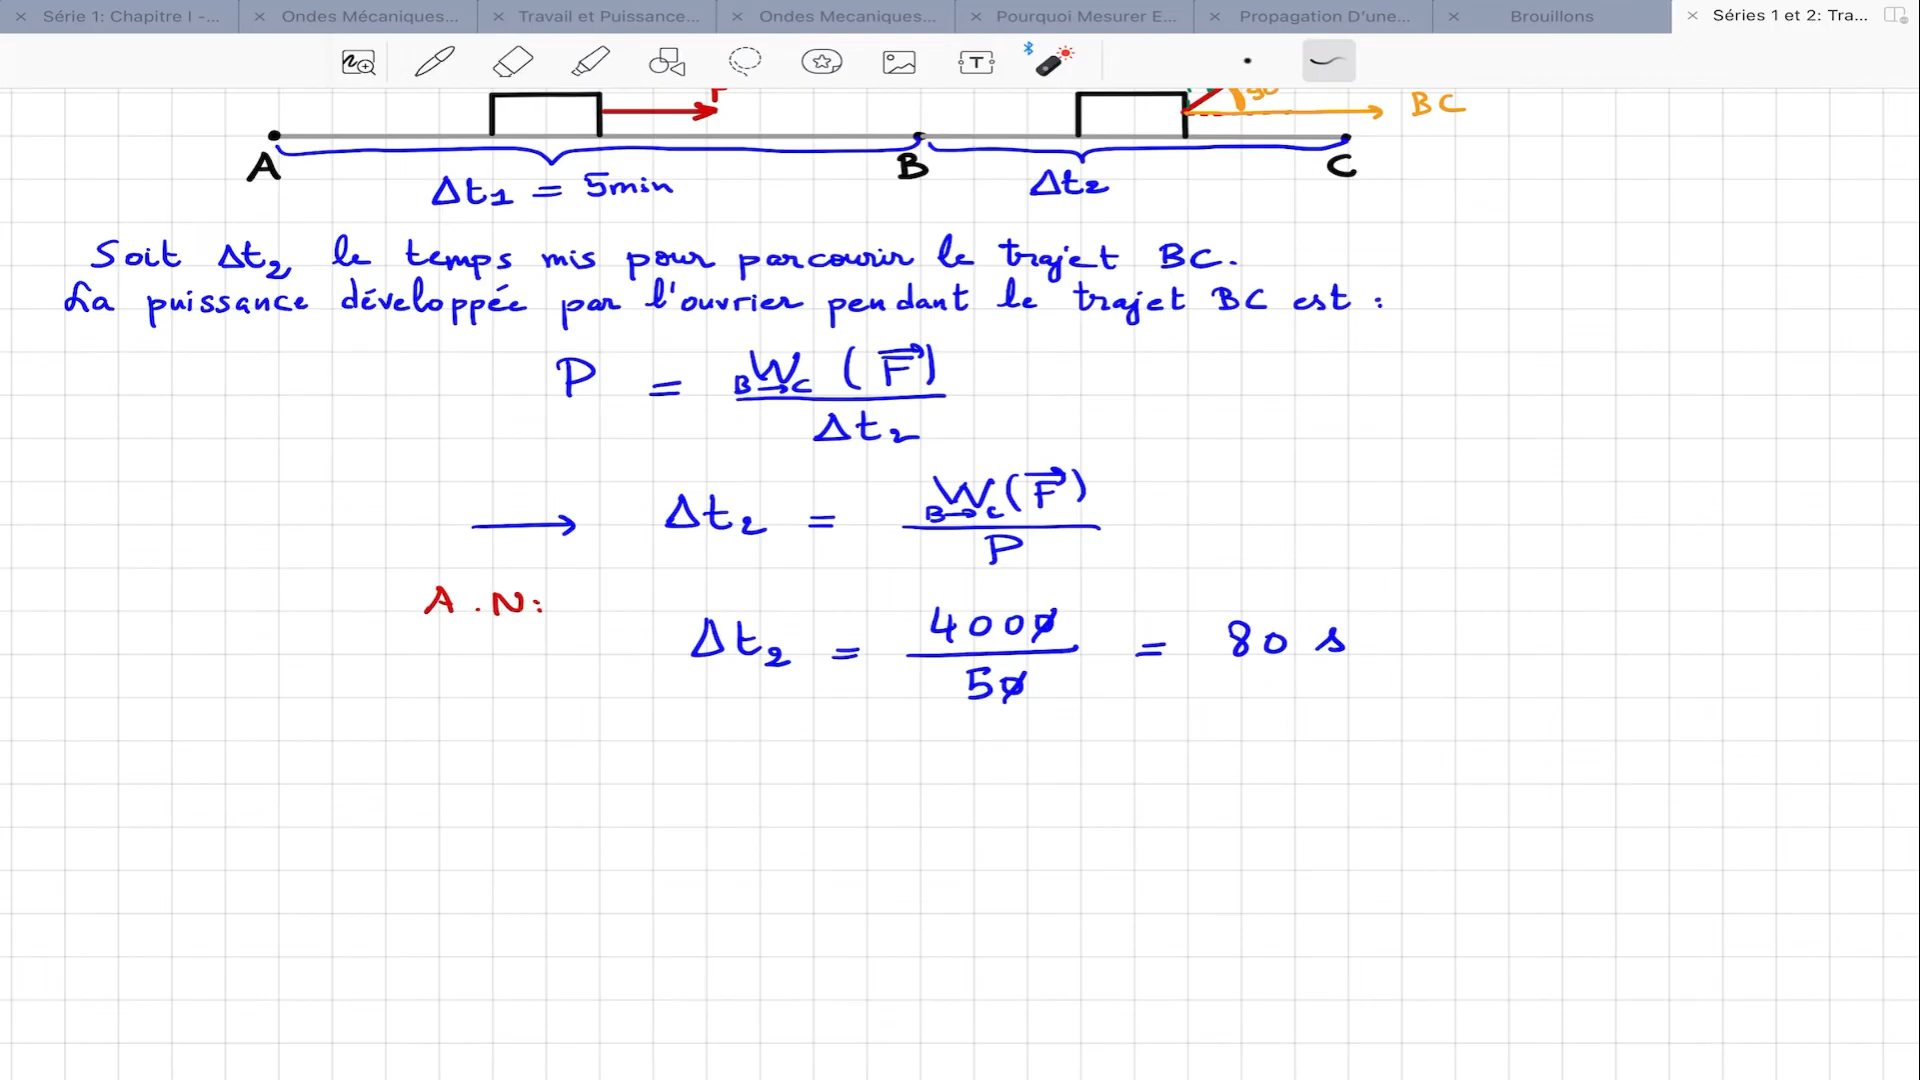 Série 1: Chapitre I -...
Ondes Mécaniques...
Travail et Puissance...
Ondes Mecaniques...
Pourquoi Mesurer E...
Propagation D'une...
Brouillons
Séries 1 et 2: Tra...
T
BC
A
B
C
Δt1 = 5min
Δt2
Soit Δt2 le temps mis pour parcourir le trajet BC.
La puissance développée par l'ouvrier pendant le trajet BC est :
P = W B→C (F⃗) / Δt2
→ Δt2 = W B→C (F⃗) / P
A.N:
Δt2 = 4000 / 50 = 80 s